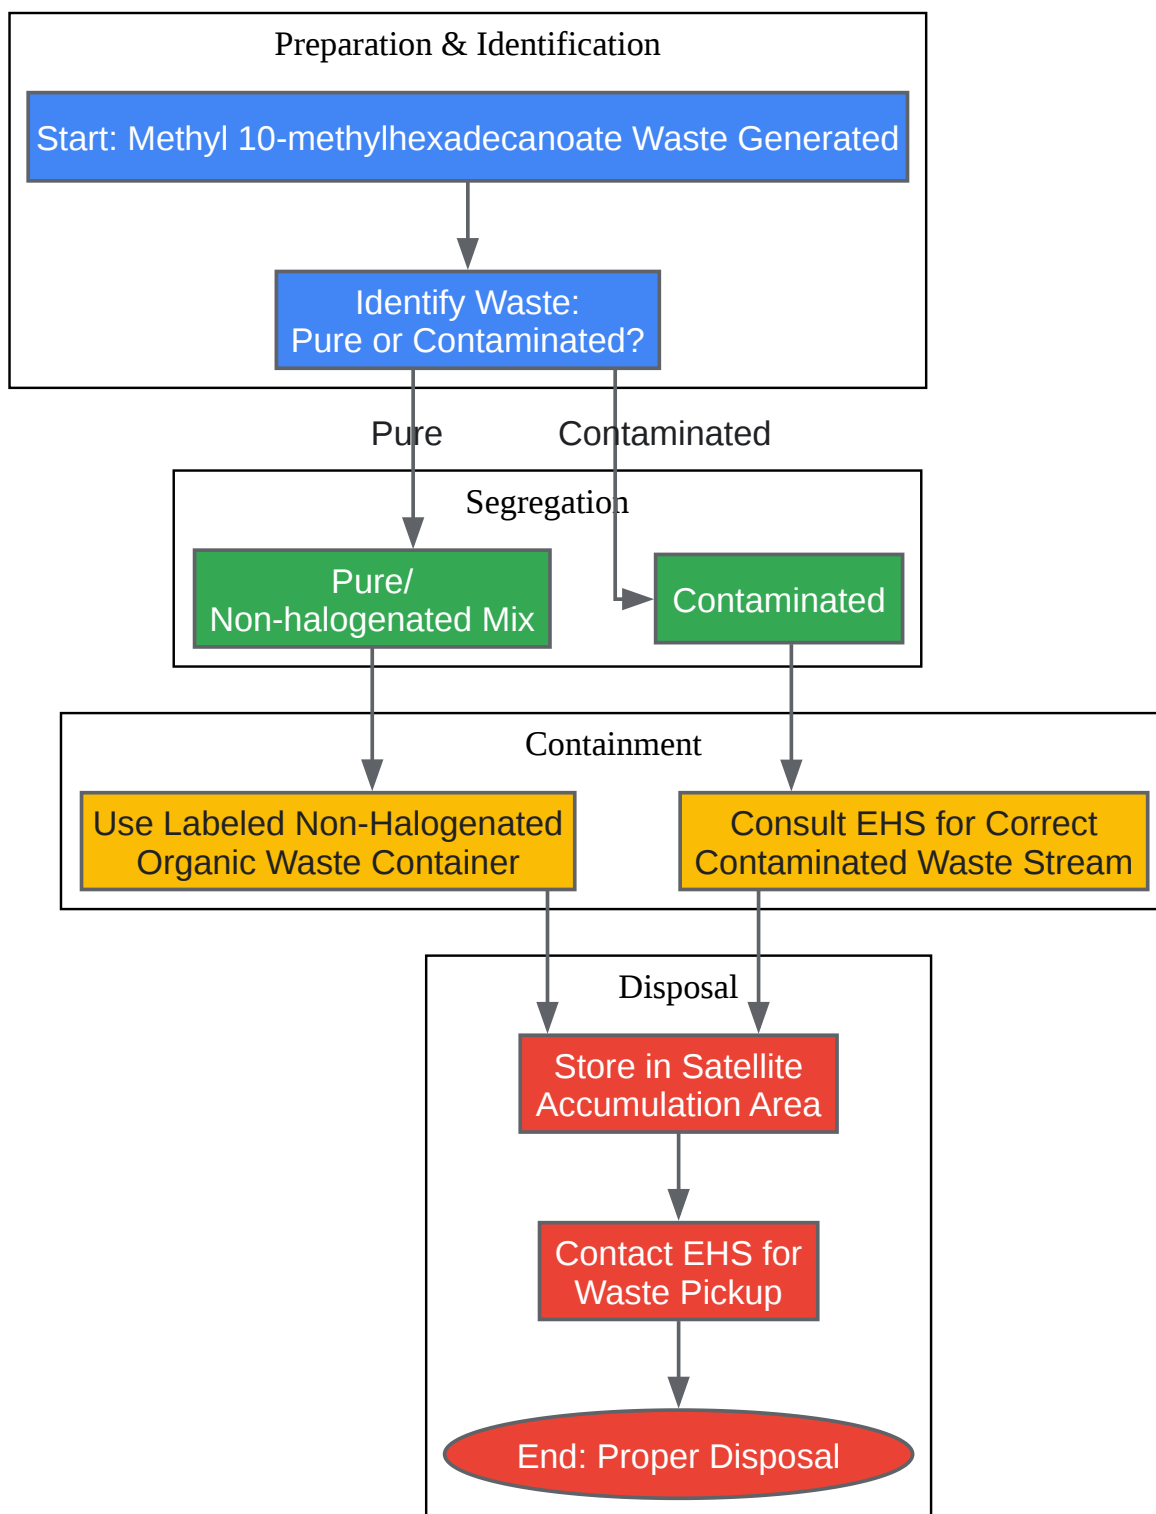 Preparation & Identification
Start: Methyl 10-methylhexadecanoate Waste Generated
Identify Waste:
Pure or Contaminated?
Pure
Contaminated
Segregation
Pure/
Non-halogenated Mix
Contaminated
Containment
Use Labeled Non-Halogenated
Organic Waste Container
Consult EHS for Correct
Contaminated Waste Stream
Disposal
Store in Satellite
Accumulation Area
Contact EHS for
Waste Pickup
End: Proper Disposal